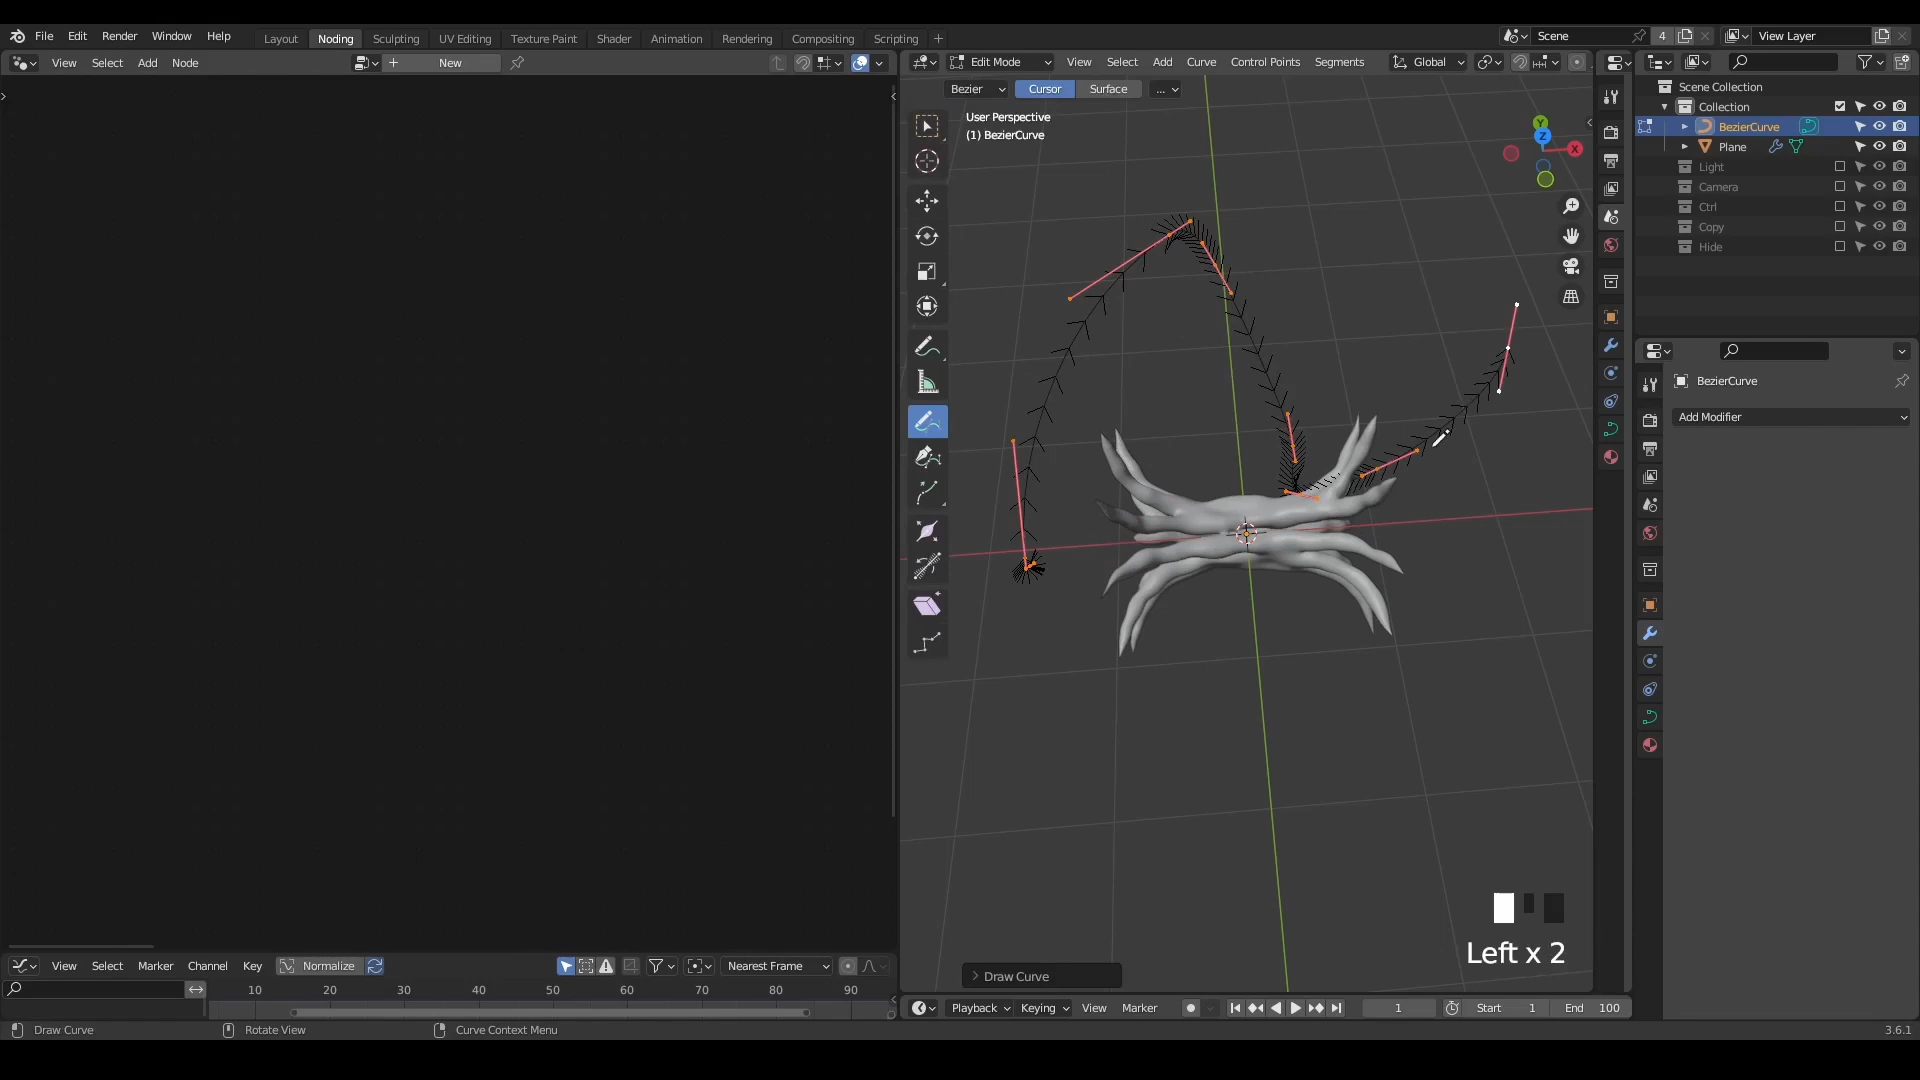 File Edit Render Window Help Layout Noding Sculpting UV Editing Texture Paint Shader Animation Rendering Compositing Scripting + Scene 4 View Layer
View Select Add Node + New Edit Mode View Select Add Curve Control Points Segments Global
Bezier Cursor Surface ...
User Perspective
(1) BezierCurve
Y
Z
X
Scene Collection
Collection
BezierCurve
Plane
Light
Camera
Ctrl
Copy
Hide
BezierCurve
Add Modifier
Left x 2
Draw Curve
View Select Marker Channel Key Normalize Nearest Frame
10 20 30 40 50 60 70 80 90
Playback Keying View Marker 1 Start 1 End 100
Draw Curve Rotate View Curve Context Menu 3.6.1